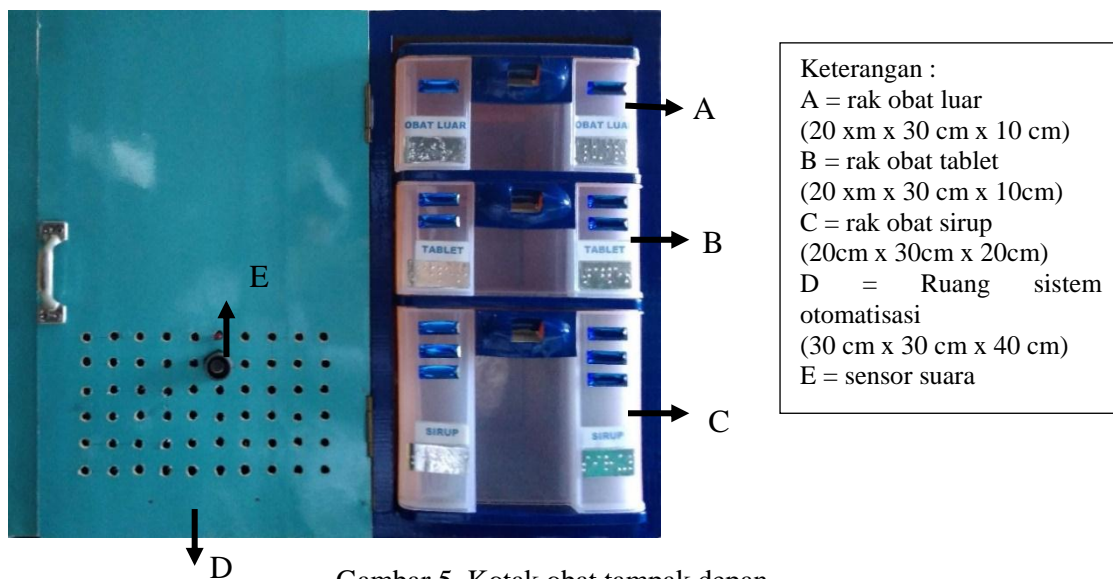 A
OBAT LUAR
OBAT LUA
B
TABLET
TABLET
E
C
SIRUP
SIRUP
D
Keterangan :
A = rak obat luar
(20 xm x 30 cm x 10 cm)
B = rak obat tablet
(20 xm x 30 cm x 10cm)
C = rak obat sirup
(20cm x 30cm x 20cm)
D = Ruang sistem
otomatisasi
(30 cm x 30 cm x 40 cm)
E = sensor suara
Gambar 5. Kotak obat tampak depan